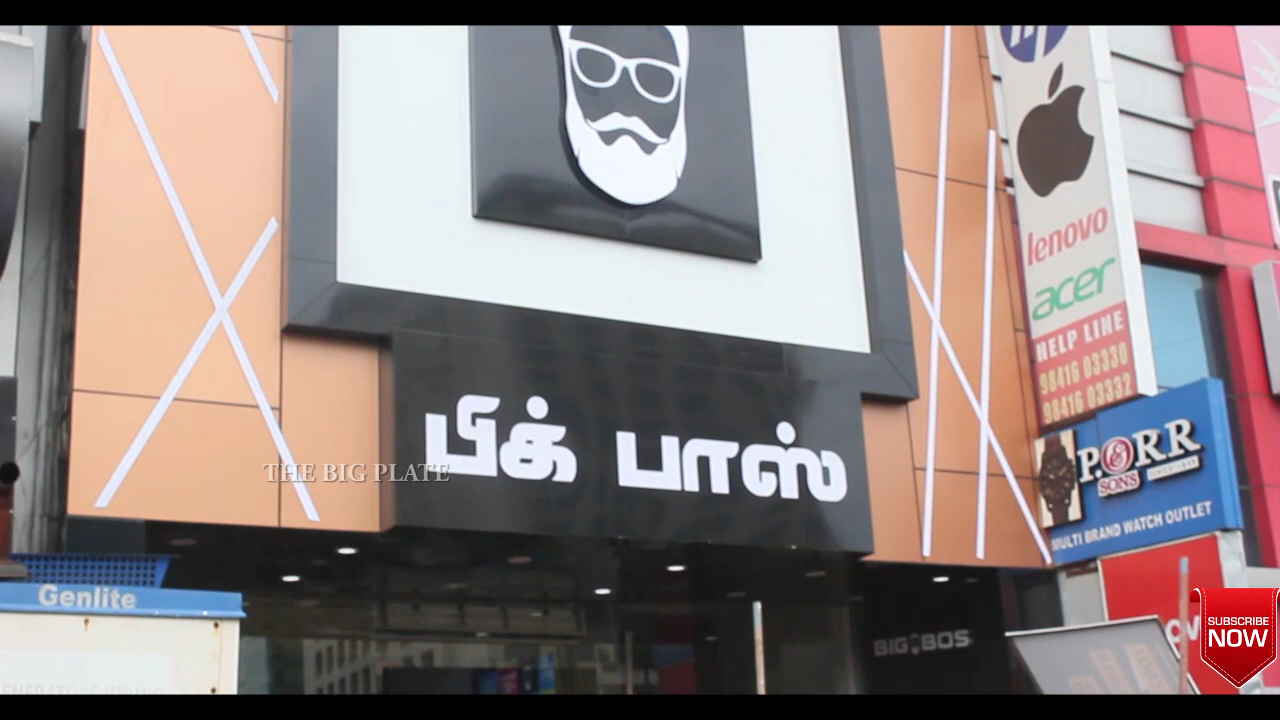 lenovo
acer
HELP LINE
98416 03330
98416 03332
பிக் பாஸ்
THE BIG PLATE
P. & ORR
SONS
MULTI BRAND WATCH OUTLET
Genlite
BIG BOS
SUBSCRIBE
NOW